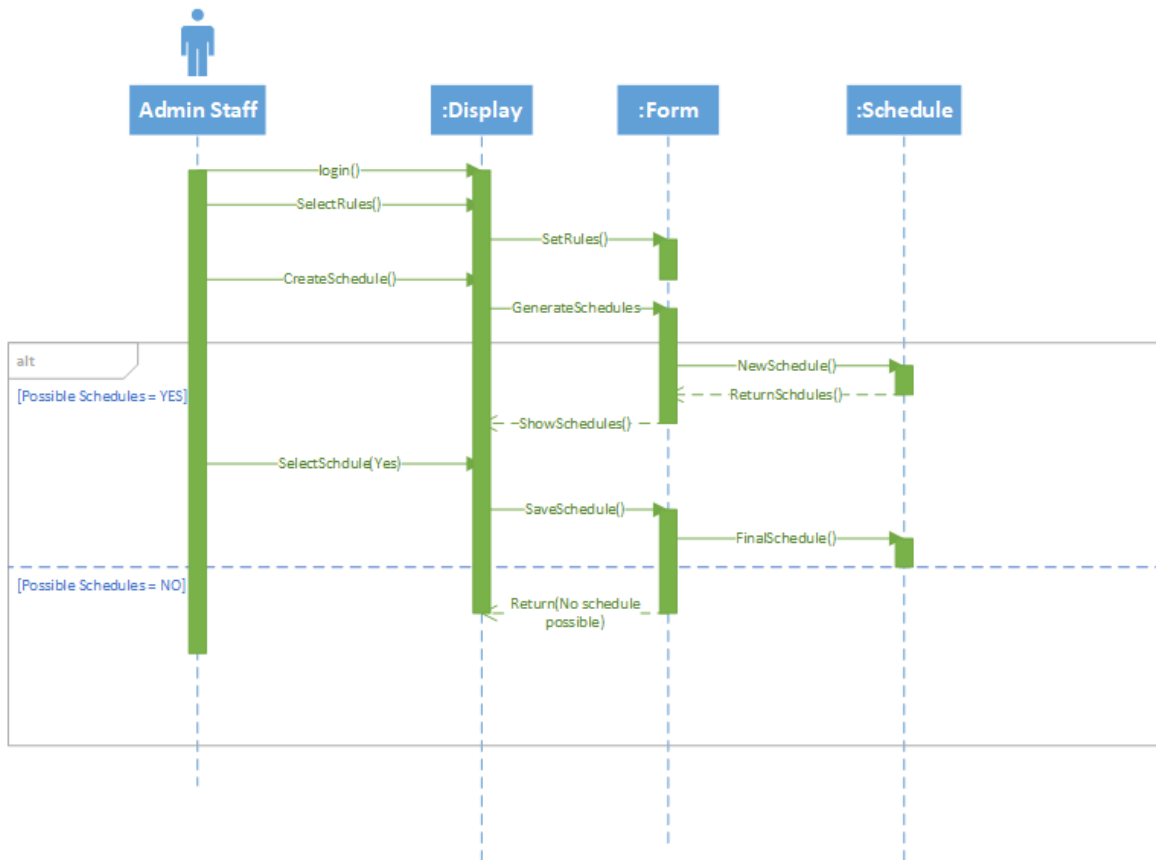 Admin Staff
:Display
:Form
:Schedule
login()
SelectRules()
SetRules()
CreateSchedule()
GenerateSchedules
alt
NewSchedule()
[Possible Schedules = YES]
ReturnSchdules()
ShowSchedules()
SelectSchdule(Yes)
SaveSchedule()
FinalSchedule()
[Possible Schedules = NO]
Return(No schedule
possible)